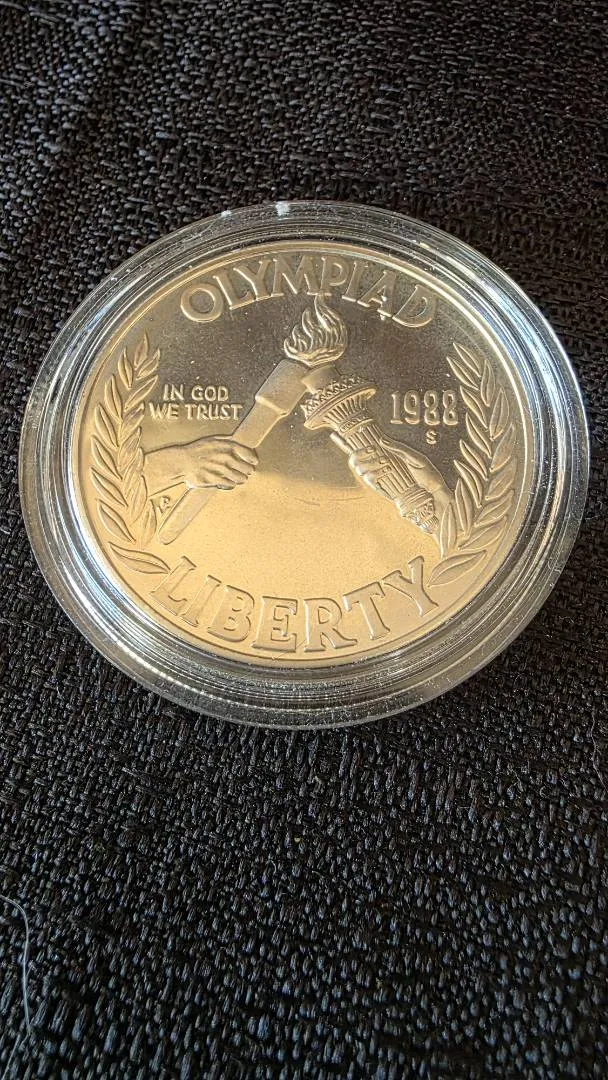 OLYMPIAD
IN GOD
WE TRUST
1988
S
LIBERTY